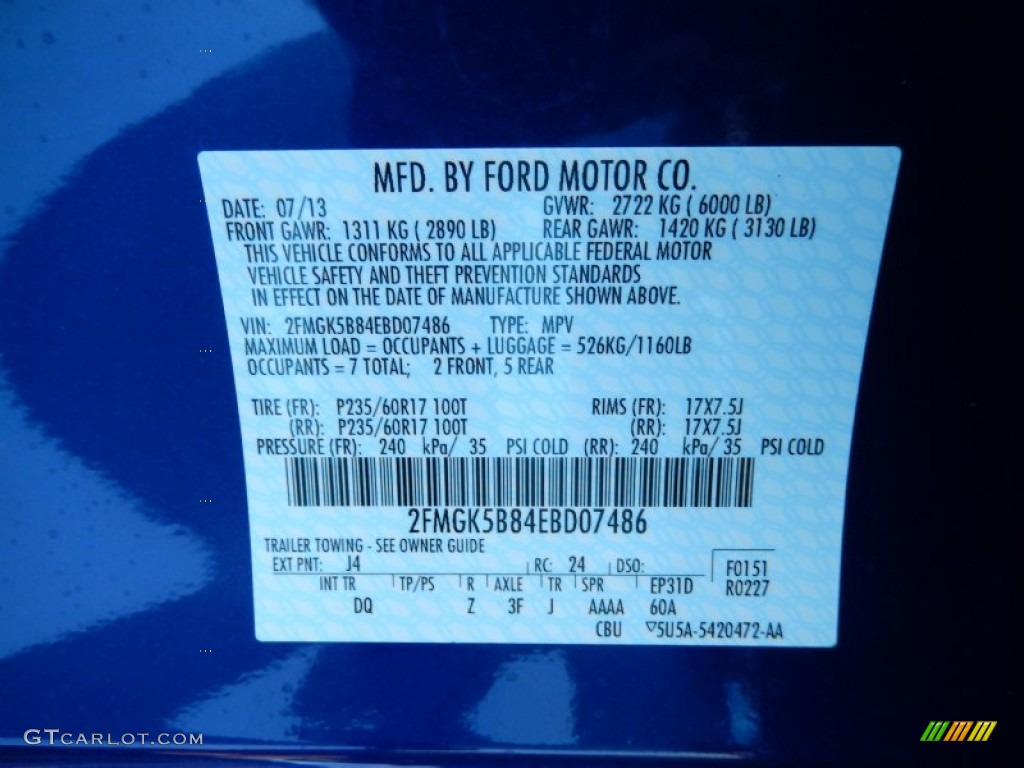 MFD. BY FORD MOTOR CO.
DATE: 07/13 GVWR: 2722 KG ( 6000 LB)
FRONT GAWR: 1311 KG ( 2890 LB) REAR GAWR: 1420 KG ( 3130 LB)
THIS VEHICLE CONFORMS TO ALL APPLICABLE FEDERAL MOTOR
VEHICLE SAFETY AND THEFT PREVENTION STANDARDS
IN EFFECT ON THE DATE OF MANUFACTURE SHOWN ABOVE.
VIN: 2FMGK5B84EBD07486 TYPE: MPV
MAXIMUM LOAD = OCCUPANTS + LUGGAGE = 526KG/1160LB
OCCUPANTS = 7 TOTAL; 2 FRONT, 5 REAR
TIRE (FR): P235/60R17 100T RIMS (FR): 17X7.5J
(RR): P235/60R17 100T (RR): 17X7.5J
PRESSURE (FR): 240 kPa/ 35 PSI COLD (RR): 240 kPa/ 35 PSI COLD
2FMGK5B84EBD07486
TRAILER TOWING - SEE OWNER GUIDE
EXT PNT: J4 RC: 24 DSO: F0151
INT TR TP/PS R AXLE TR SPR EP31D R0227
DQ Z 3F J AAAA 60A
CBU ▽5U5A-5420472-AA
GTCARLOT.COM